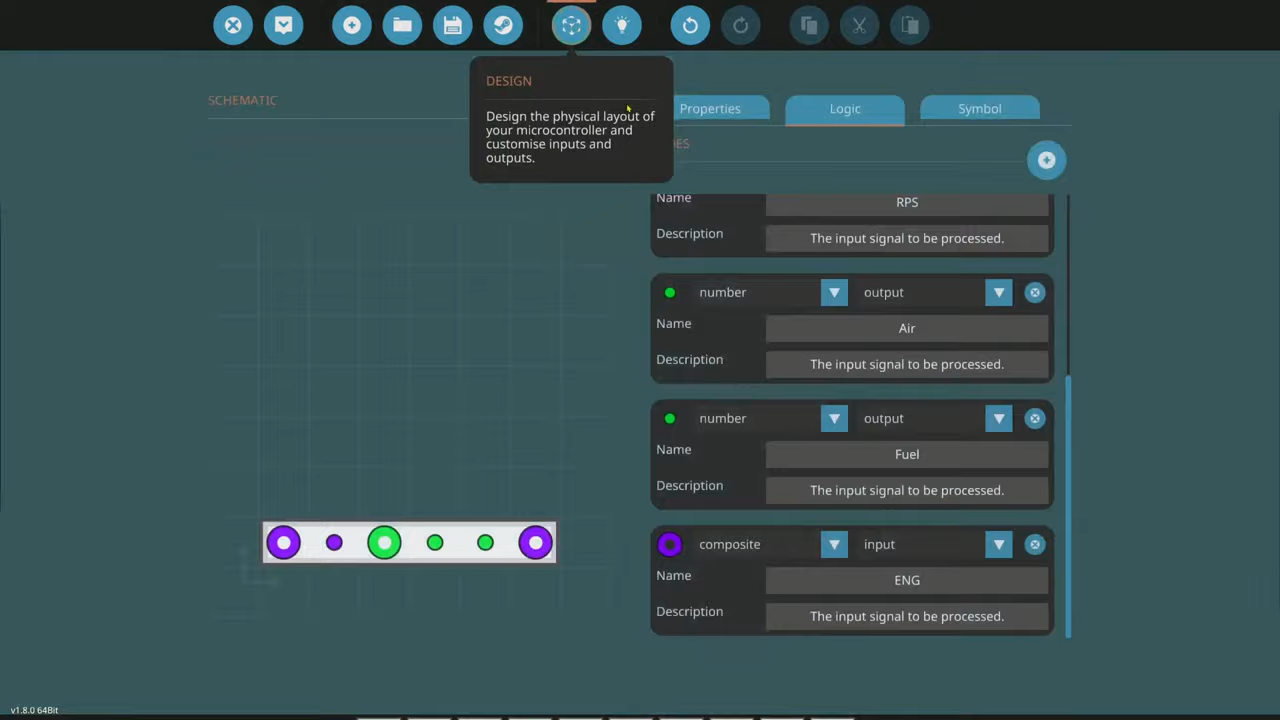 DESIGN
Design the physical layout of
your microcontroller and
customise inputs and
outputs.
SCHEMATIC
Properties
Logic
Symbol
DES
Name
RPS
Description
The input signal to be processed.
number
output
Name
Air
Description
The input signal to be processed.
number
output
Name
Fuel
Description
The input signal to be processed.
composite
input
Name
ENG
Description
The input signal to be processed.
v1.8.0 64Bit